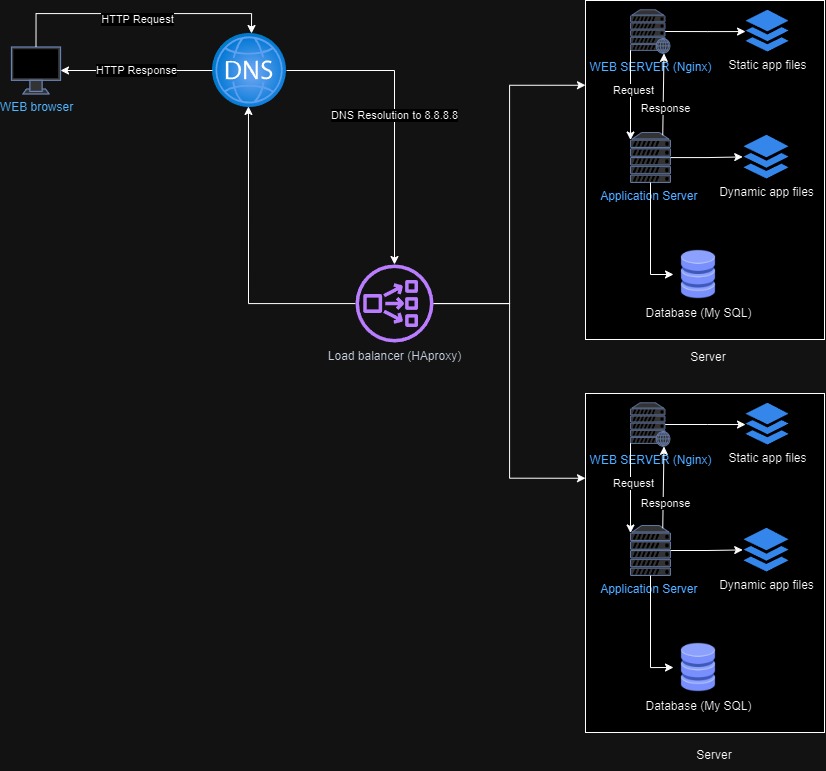 HTTP Request
DNS
HTTP Response
WEB browser
DNS Resolution to 8.8.8.8
Load balancer (HAproxy)
WEB SERVER (Nginx)
Static app files
Request
Response
Application Server
Dynamic app files
Database (My SQL)
Server
WEB SERVER (Nginx)
Static app files
Request
Response
Application Server
Dynamic app files
Database (My SQL)
Server